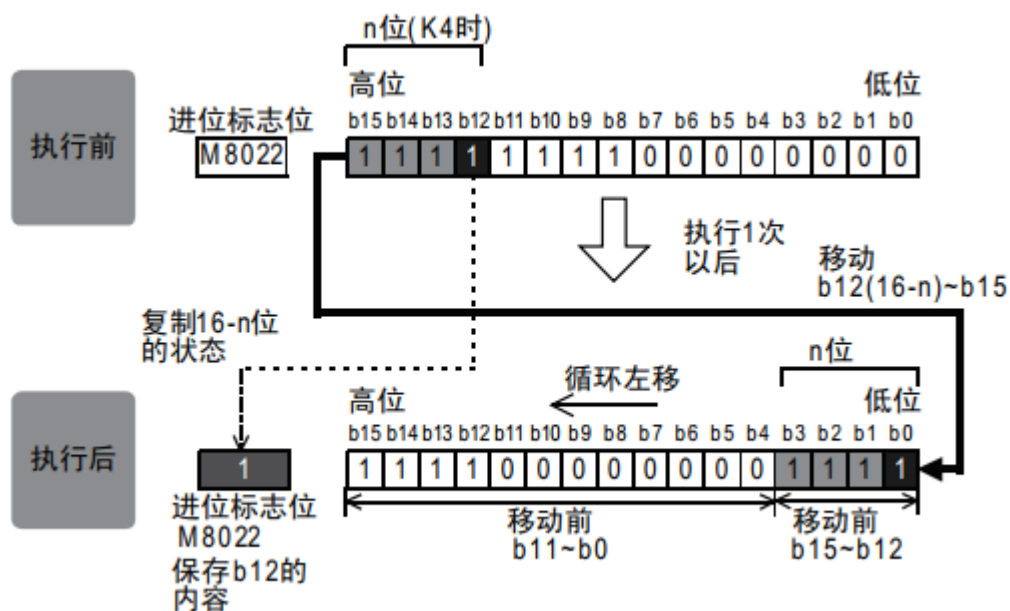 n位(K4时)
高位 低位
进位标志位 b15 b14 b13 b12 b11 b10 b9 b8 b7 b6 b5 b4 b3 b2 b1 b0
执行前 M8022 1 1 1 1 1 1 1 1 0 0 0 0 0 0 0 0
执行1次
以后
移动
b12(16-n)~b15
复制16-n位
的状态
n位
循环左移
高位 低位
b15 b14 b13 b12 b11 b10 b9 b8 b7 b6 b5 b4 b3 b2 b1 b0
执行后 1 1 1 1 1 0 0 0 0 0 0 0 0 1 1 1 1
进位标志位
M8022
保存b12的
内容
移动前
b11~b0
移动前
b15~b12